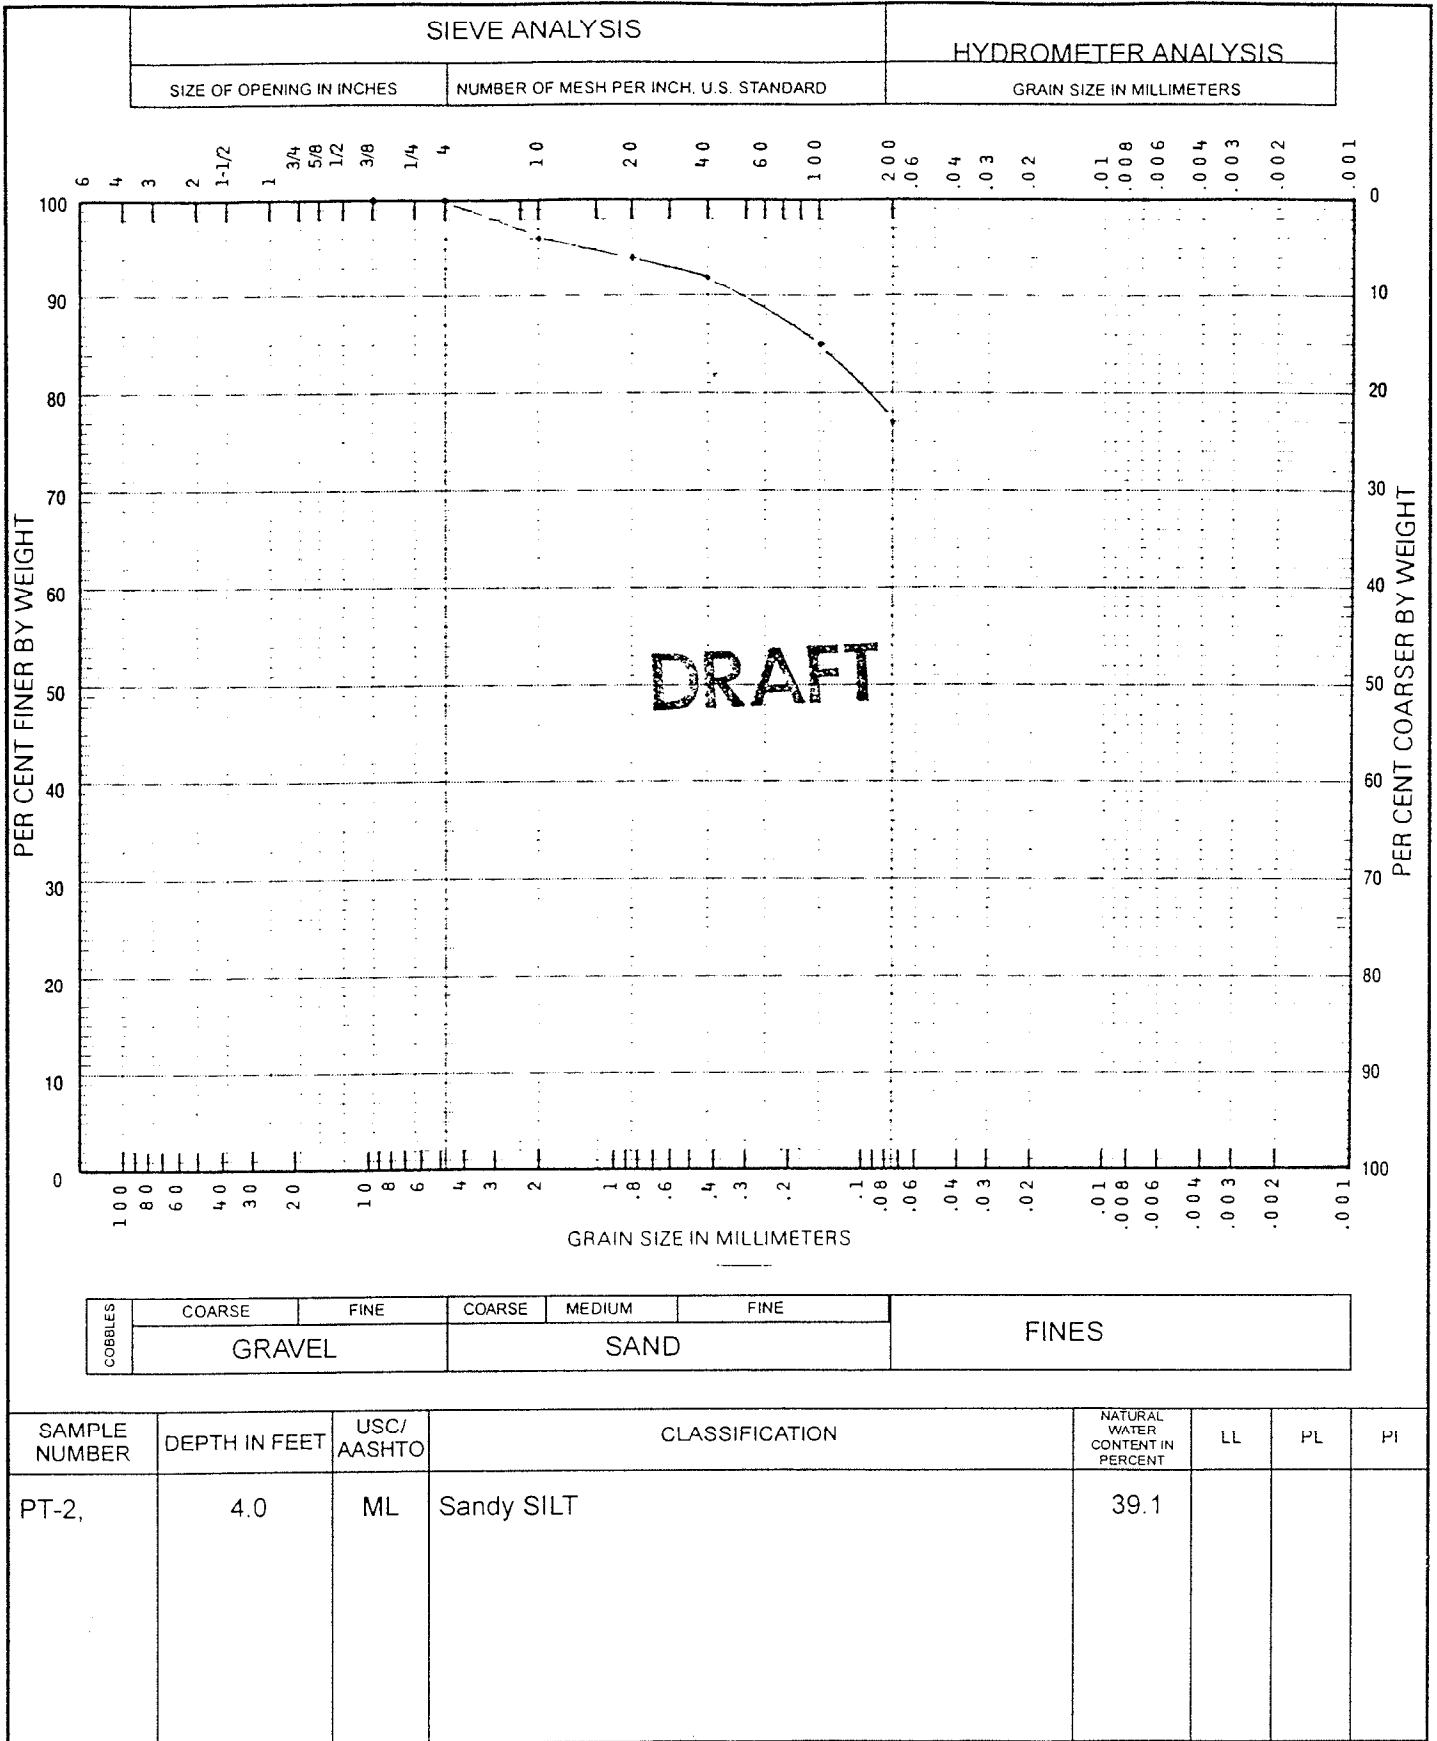 SIEVE ANALYSIS
HYDROMETER ANALYSIS
SIZE OF OPENING IN INCHES
NUMBER OF MESH PER INCH, U.S. STANDARD
GRAIN SIZE IN MILLIMETERS
6 4 3 2 1-1/2 1 3/4 5/8 1/2 3/8 1/4 4 10 20 40 60 100 200 .06 .04 .03 .02 .01 .008 .006 .004 .003 .002 .001
100 0
90 10
80 20
70 30
60 40
50 50
40 60
30 70
20 80
10 90
0 100
PER CENT FINER BY WEIGHT
PER CENT COARSER BY WEIGHT
DRAFT
100 80 60 40 30 20 10 8 6 4 3 2 1 .8 .6 .4 .3 .2 .1 .08 .06 .04 .03 .02 .01 .008 .006 .004 .003 .002 .001
GRAIN SIZE IN MILLIMETERS
COBBLES
COARSE FINE COARSE MEDIUM FINE
GRAVEL SAND FINES
SAMPLE NUMBER
DEPTH IN FEET
USC/ AASHTO
CLASSIFICATION
NATURAL WATER CONTENT IN PERCENT
LL PL PI
PT-2, 4.0 ML Sandy SILT 39.1